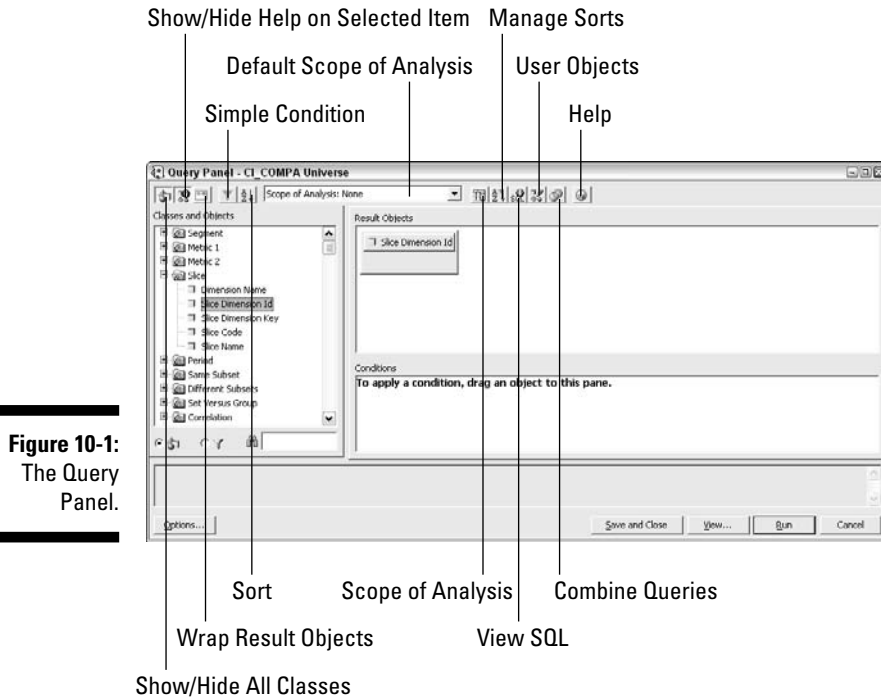 Show/Hide Help on Selected Item Manage Sorts
Default Scope of Analysis User Objects
Simple Condition Help
Query Panel - CI_COMPA Universe
Scope of Analysis: None
Classes and Objects
Segment
Metric 1
Metric 2
Slice
Dimension Name
Slice Dimension Id
Slice Dimension Key
Slice Code
Slice Name
Period
Same Subset
Different Subsets
Set Versus Group
Correlation
Result Objects
Slice Dimension Id
Conditions
To apply a condition, drag an object to this pane.
Options...
Save and Close View... Run Cancel
Figure 10-1:
The Query
Panel.
Sort Scope of Analysis Combine Queries
Wrap Result Objects View SQL
Show/Hide All Classes